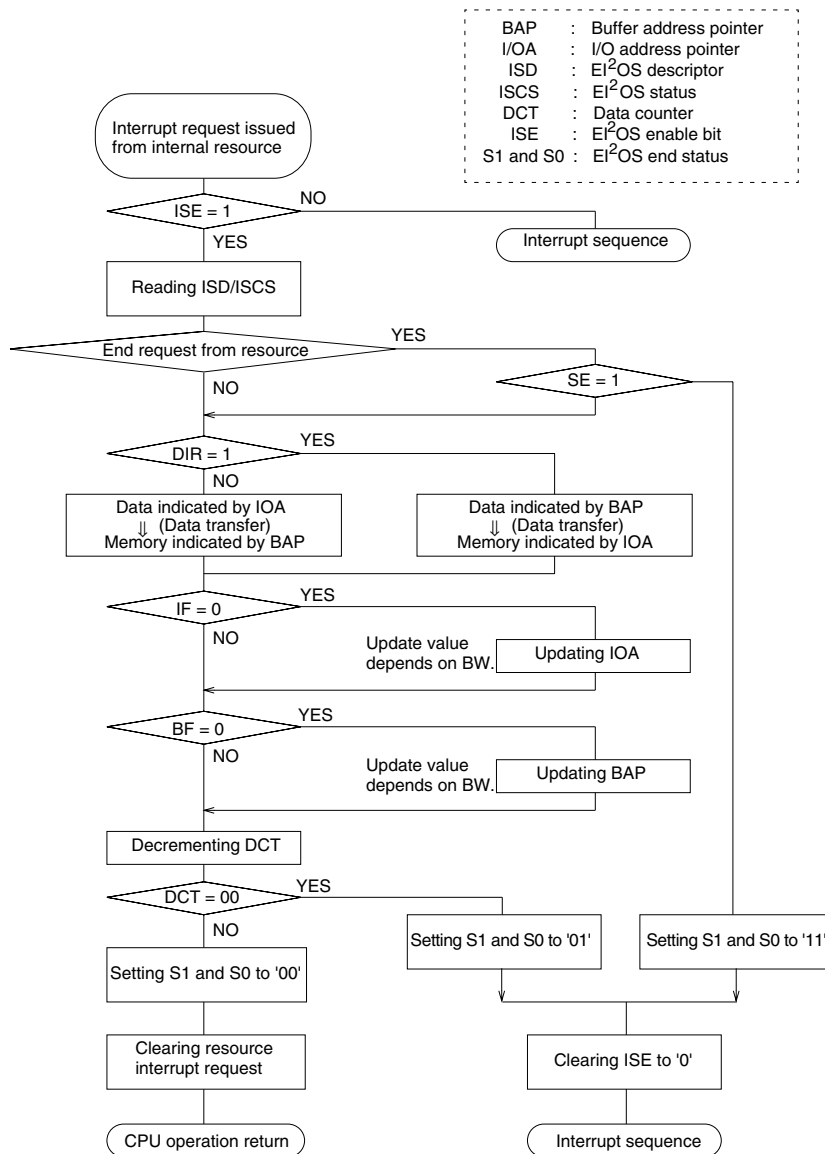 BAP : Buffer address pointer
I/OA : I/O address pointer
ISD : EI²OS descriptor
ISCS : EI²OS status
DCT : Data counter
ISE : EI²OS enable bit
S1 and S0 : EI²OS end status
Interrupt request issued
from internal resource
ISE = 1
NO
YES
Interrupt sequence
Reading ISD/ISCS
End request from resource
YES
NO
SE = 1
DIR = 1
YES
NO
Data indicated by IOA
⇓ (Data transfer)
Memory indicated by BAP
Data indicated by BAP
⇓ (Data transfer)
Memory indicated by IOA
IF = 0
YES
NO
Update value
depends on BW.
Updating IOA
BF = 0
YES
NO
Update value
depends on BW.
Updating BAP
Decrementing DCT
DCT = 00
YES
NO
Setting S1 and S0 to '00'
Setting S1 and S0 to '01'
Setting S1 and S0 to '11'
Clearing resource
interrupt request
Clearing ISE to '0'
CPU operation return
Interrupt sequence